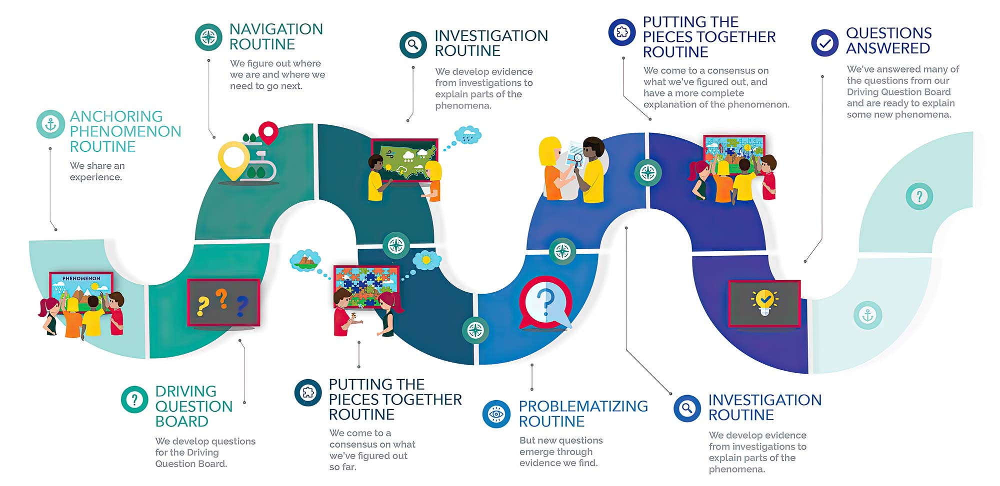 ANCHORING
PHENOMENON
ROUTINE
We share an
experience.
PHENOMENON
? ? ?
?
DRIVING
QUESTION
BOARD
We develop questions
for the Driving
Question Board.
NAVIGATION
ROUTINE
We figure out where
we are and where we
need to go next.
INVESTIGATION
ROUTINE
We develop evidence
from investigations to
explain parts of the
phenomena.
PUTTING THE
PIECES TOGETHER
ROUTINE
We come to a
consensus on what
we've figured out
so far.
?
PROBLEMATIZING
ROUTINE
But new questions
emerge through
evidence we find.
INVESTIGATION
ROUTINE
We develop evidence
from investigations to
explain parts of the
phenomena.
PUTTING THE
PIECES TOGETHER
ROUTINE
We come to a consensus on
what we've figured out, and
have a more complete
explanation of the phenomenon.
QUESTIONS
ANSWERED
We've answered many of
the questions from our
Driving Question Board
and are ready to explain
some new phenomena.
?